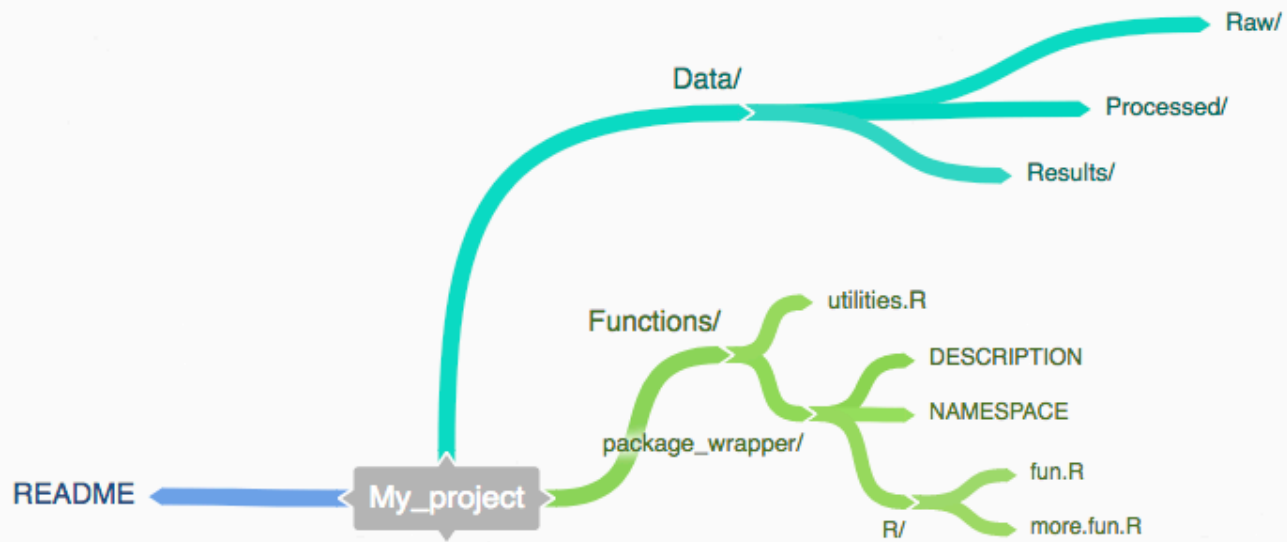 Raw/
Data/
Processed/
Results/
utilities.R
Functions/
DESCRIPTION
NAMESPACE
package_wrapper/
fun.R
README
My_project
R/
more.fun.R